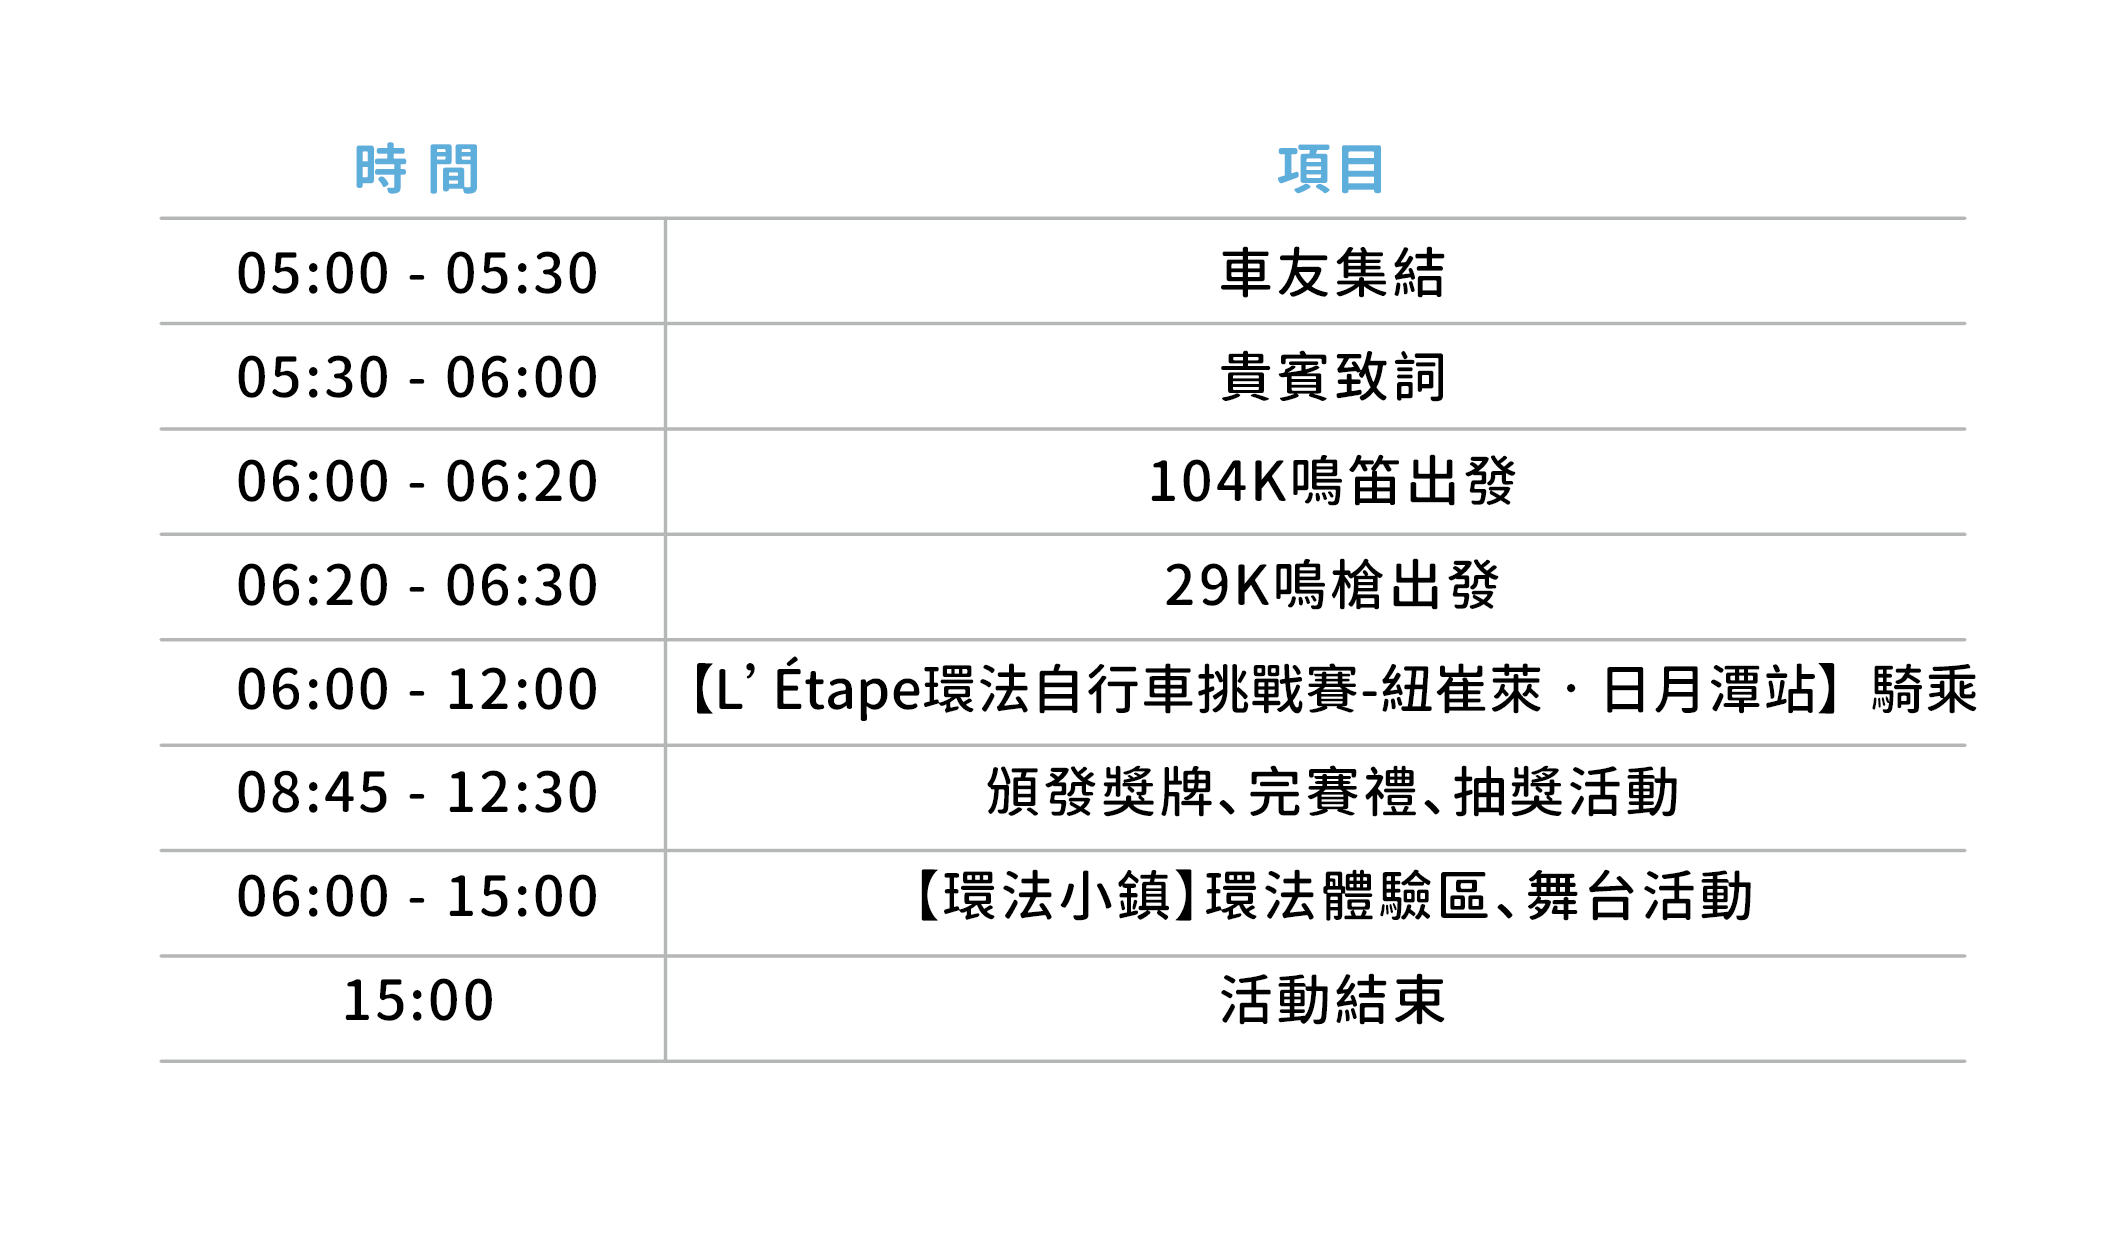 時 間 項目
05:00 - 05:30 車友集結
05:30 - 06:00 貴賓致詞
06:00 - 06:20 104K鳴笛出發
06:20 - 06:30 29K鳴槍出發
06:00 - 12:00 【L’ Étape環法自行車挑戰賽-紐崔萊・日月潭站】騎乘
08:45 - 12:30 頒發獎牌、完賽禮、抽獎活動
06:00 - 15:00 【環法小鎮】環法體驗區、舞台活動
15:00 活動結束